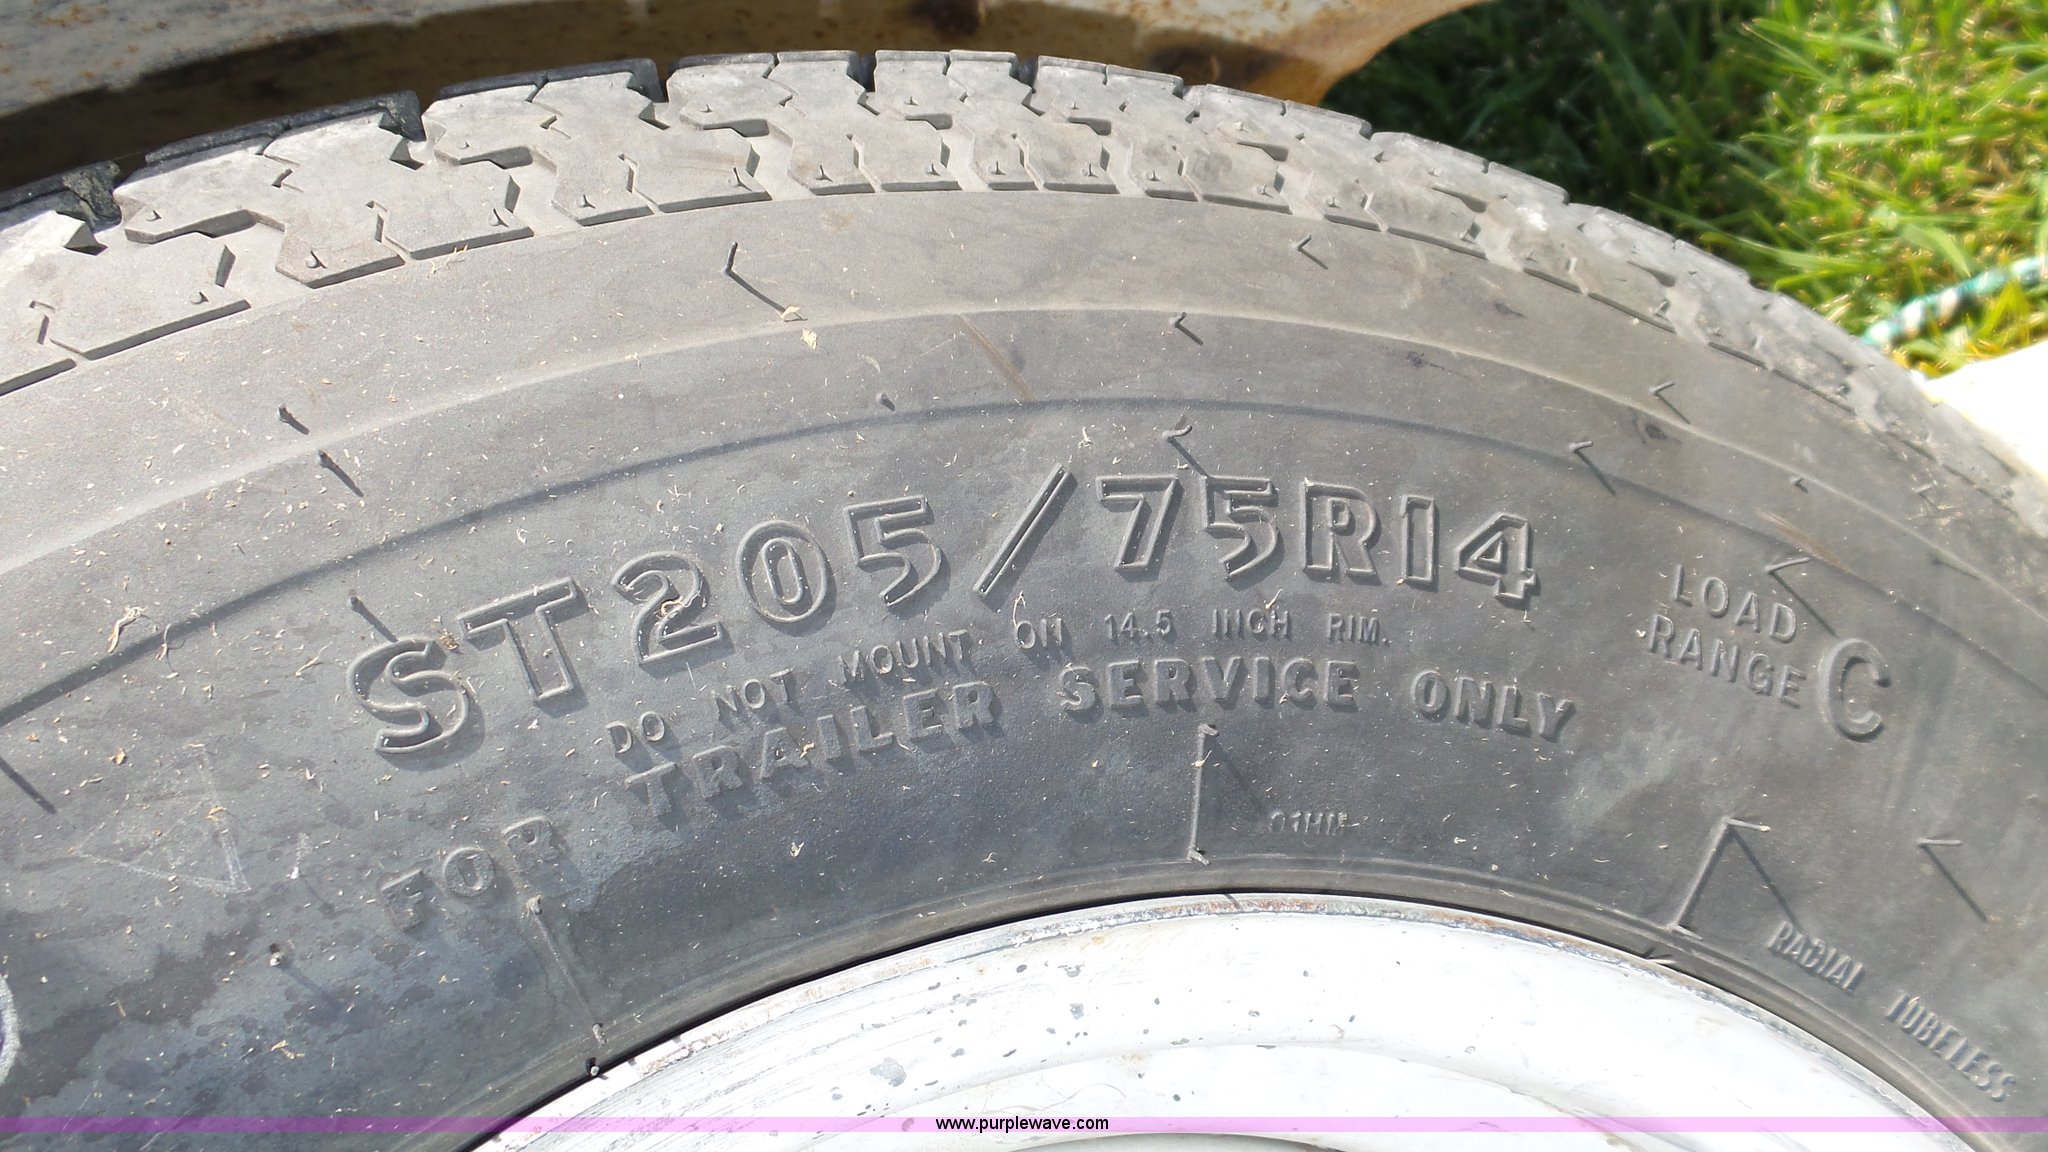 ST205/75R14
DO NOT MOUNT ON 14.5 INCH RIM.
FOR TRAILER SERVICE ONLY
LOAD
RANGE C
RADIAL TUBELESS
www.purplewave.com